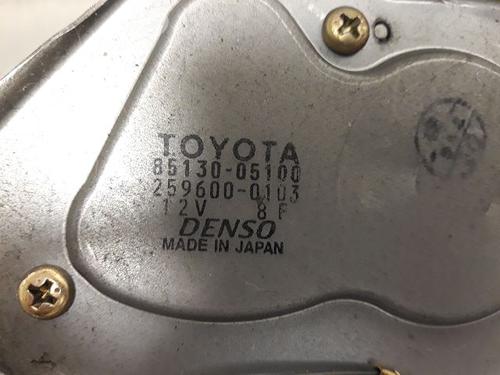 TOYOTA
85130-05100
259600-0103
12V 8F
DENSO
MADE IN JAPAN